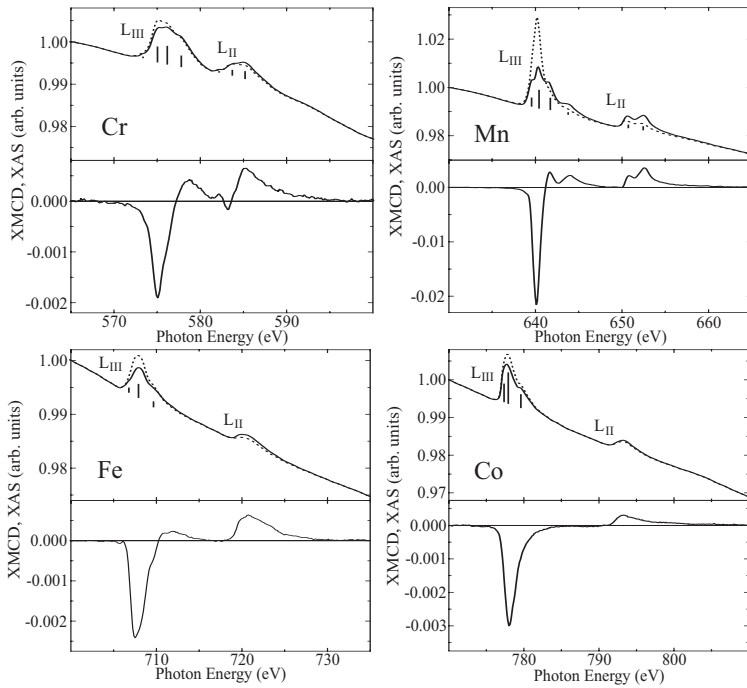 XMCD, XAS (arb. units)
1.00
0.99
0.98
L_III
L_II
Cr
0.000
-0.001
-0.002
570 580 590
Photon Energy (eV)
XMCD, XAS (arb. units)
1.02
1.00
0.98
L_III
L_II
Mn
0.00
-0.01
-0.02
640 650 660
Photon Energy (eV)
XMCD, XAS (arb. units)
1.00
0.99
0.98
L_III
L_II
Fe
0.000
-0.001
-0.002
710 720 730
Photon Energy (eV)
XMCD, XAS (arb. units)
1.00
0.99
0.98
0.97
L_III
L_II
Co
0.000
-0.001
-0.002
-0.003
780 790 800
Photon Energy (eV)